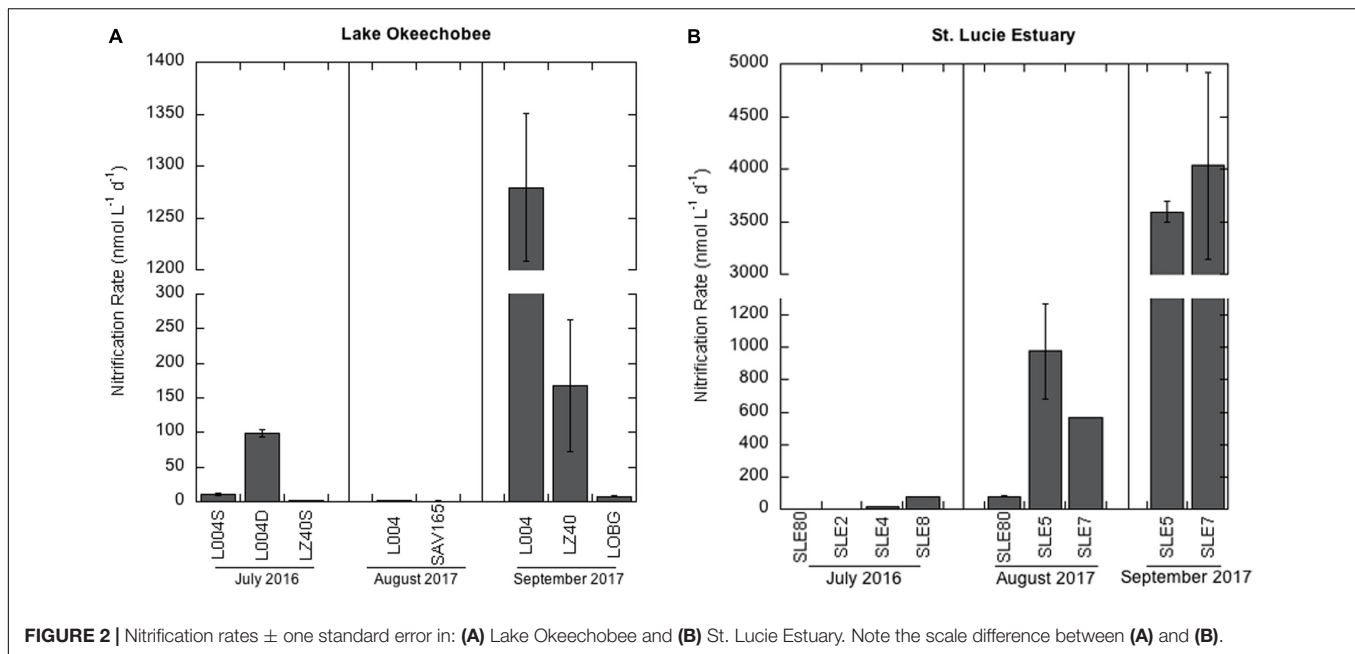 A
Lake Okeechobee
Nitrification Rate (nmol L⁻¹ d⁻¹)
1400
1350
1300
1250
1200
300
250
200
150
100
50
0
L004S
L004D
LZ40S
L004
SAV165
L004
LZ40
LOBG
July 2016
August 2017
September 2017
B
St. Lucie Estuary
Nitrification Rate (nmol L⁻¹ d⁻¹)
5000
4500
4000
3500
3000
1000
800
600
400
200
0
SLE80
SLE2
SLE4
SLE8
SLE80
SLE5
SLE7
SLE5
SLE7
July 2016
August 2017
September 2017
FIGURE 2 | Nitrification rates ± one standard error in: (A) Lake Okeechobee and (B) St. Lucie Estuary. Note the scale difference between (A) and (B).